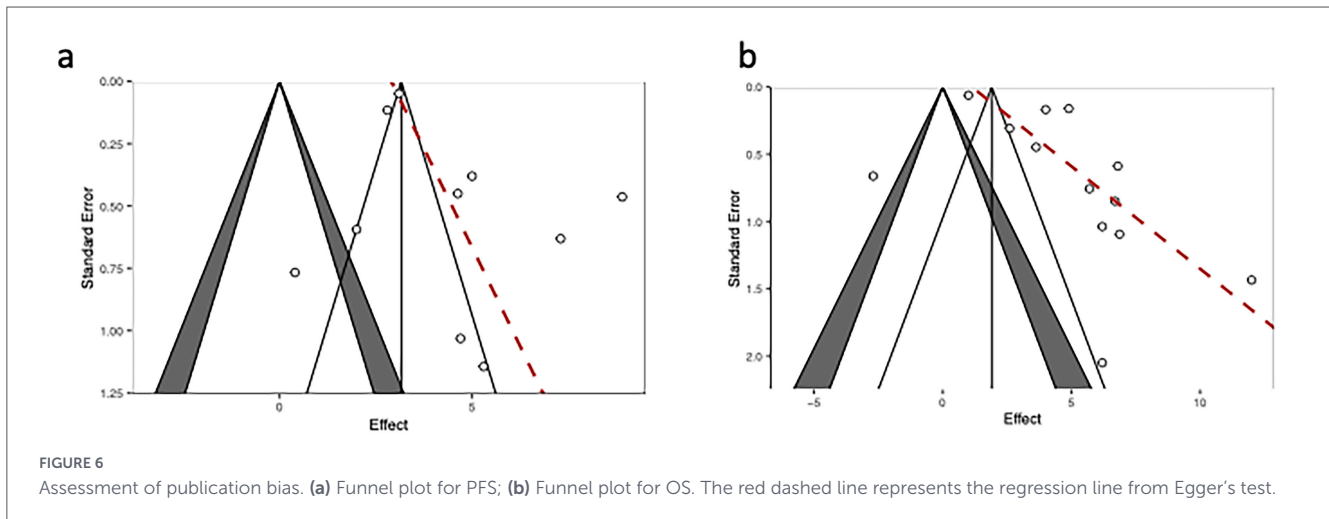 a
0.00
0.25
0.50
0.75
1.00
1.25
Standard Error
0
5
Effect
b
0.0
0.5
1.0
1.5
2.0
Standard Error
-5
0
5
10
Effect
FIGURE 6
Assessment of publication bias. (a) Funnel plot for PFS; (b) Funnel plot for OS. The red dashed line represents the regression line from Egger's test.